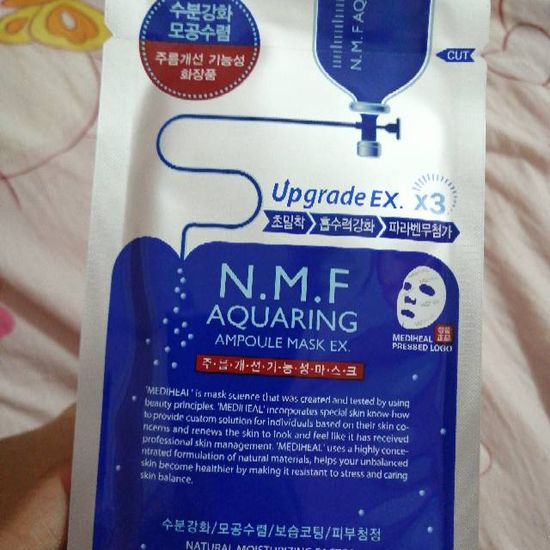 수분강화
모공수렴
주름개선 기능성
화장품
N.M.F AQ
CUT
Upgrade EX. x3
초밀착 흡수력강화 파라벤무첨가
N.M.F
AQUARING
AMPOULE MASK EX.
MEDIHEAL
PRESSED LOGO
주·름·개·선·기·능·성·마·스·크
'MEDIHEAL' is mask science that was created and tested by using
beauty principles. 'MEDIHEAL' incorporates special skin know-how
to provide custom solution for individuals based on their skin co-
ncerns and renews the skin to look and feel like it has received
professional skin management. 'MEDIHEAL' uses a highly conce-
ntrated formulation of natural materials, helps your unbalanced
skin become healthier by making it resistant to stress and caring
skin balance.
수분강화/모공수렴/보습코팅/피부청정
NATURAL MOISTURIZING FACTOR